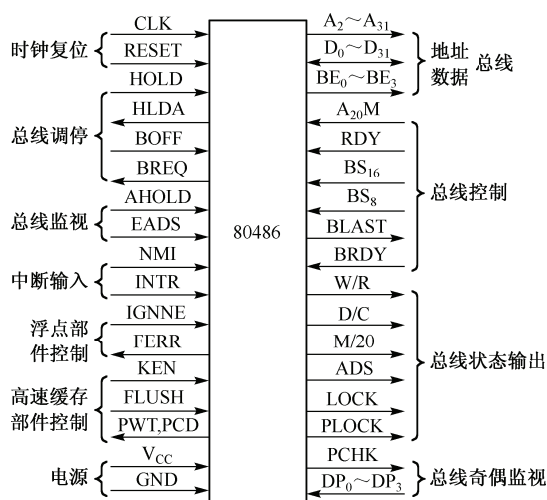 CLK
RESET
时钟复位
HOLD
HLDA
BOFF
BREQ
总线调停
AHOLD
EADS
总线监视
NMI
INTR
中断输入
IGNNE
FERR
浮点部
件控制
KEN
FLUSH
PWT,PCD
高速缓存
部件控制
VCC
GND
电源
80486
A2～A31
D0～D31
BE0～BE3
地址
数据
总线
A20M
RDY
BS16
BS8
BLAST
BRDY
总线控制
W/R
D/C
M/20
ADS
LOCK
PLOCK
总线状态输出
PCHK
DP0～DP3
总线奇偶监视